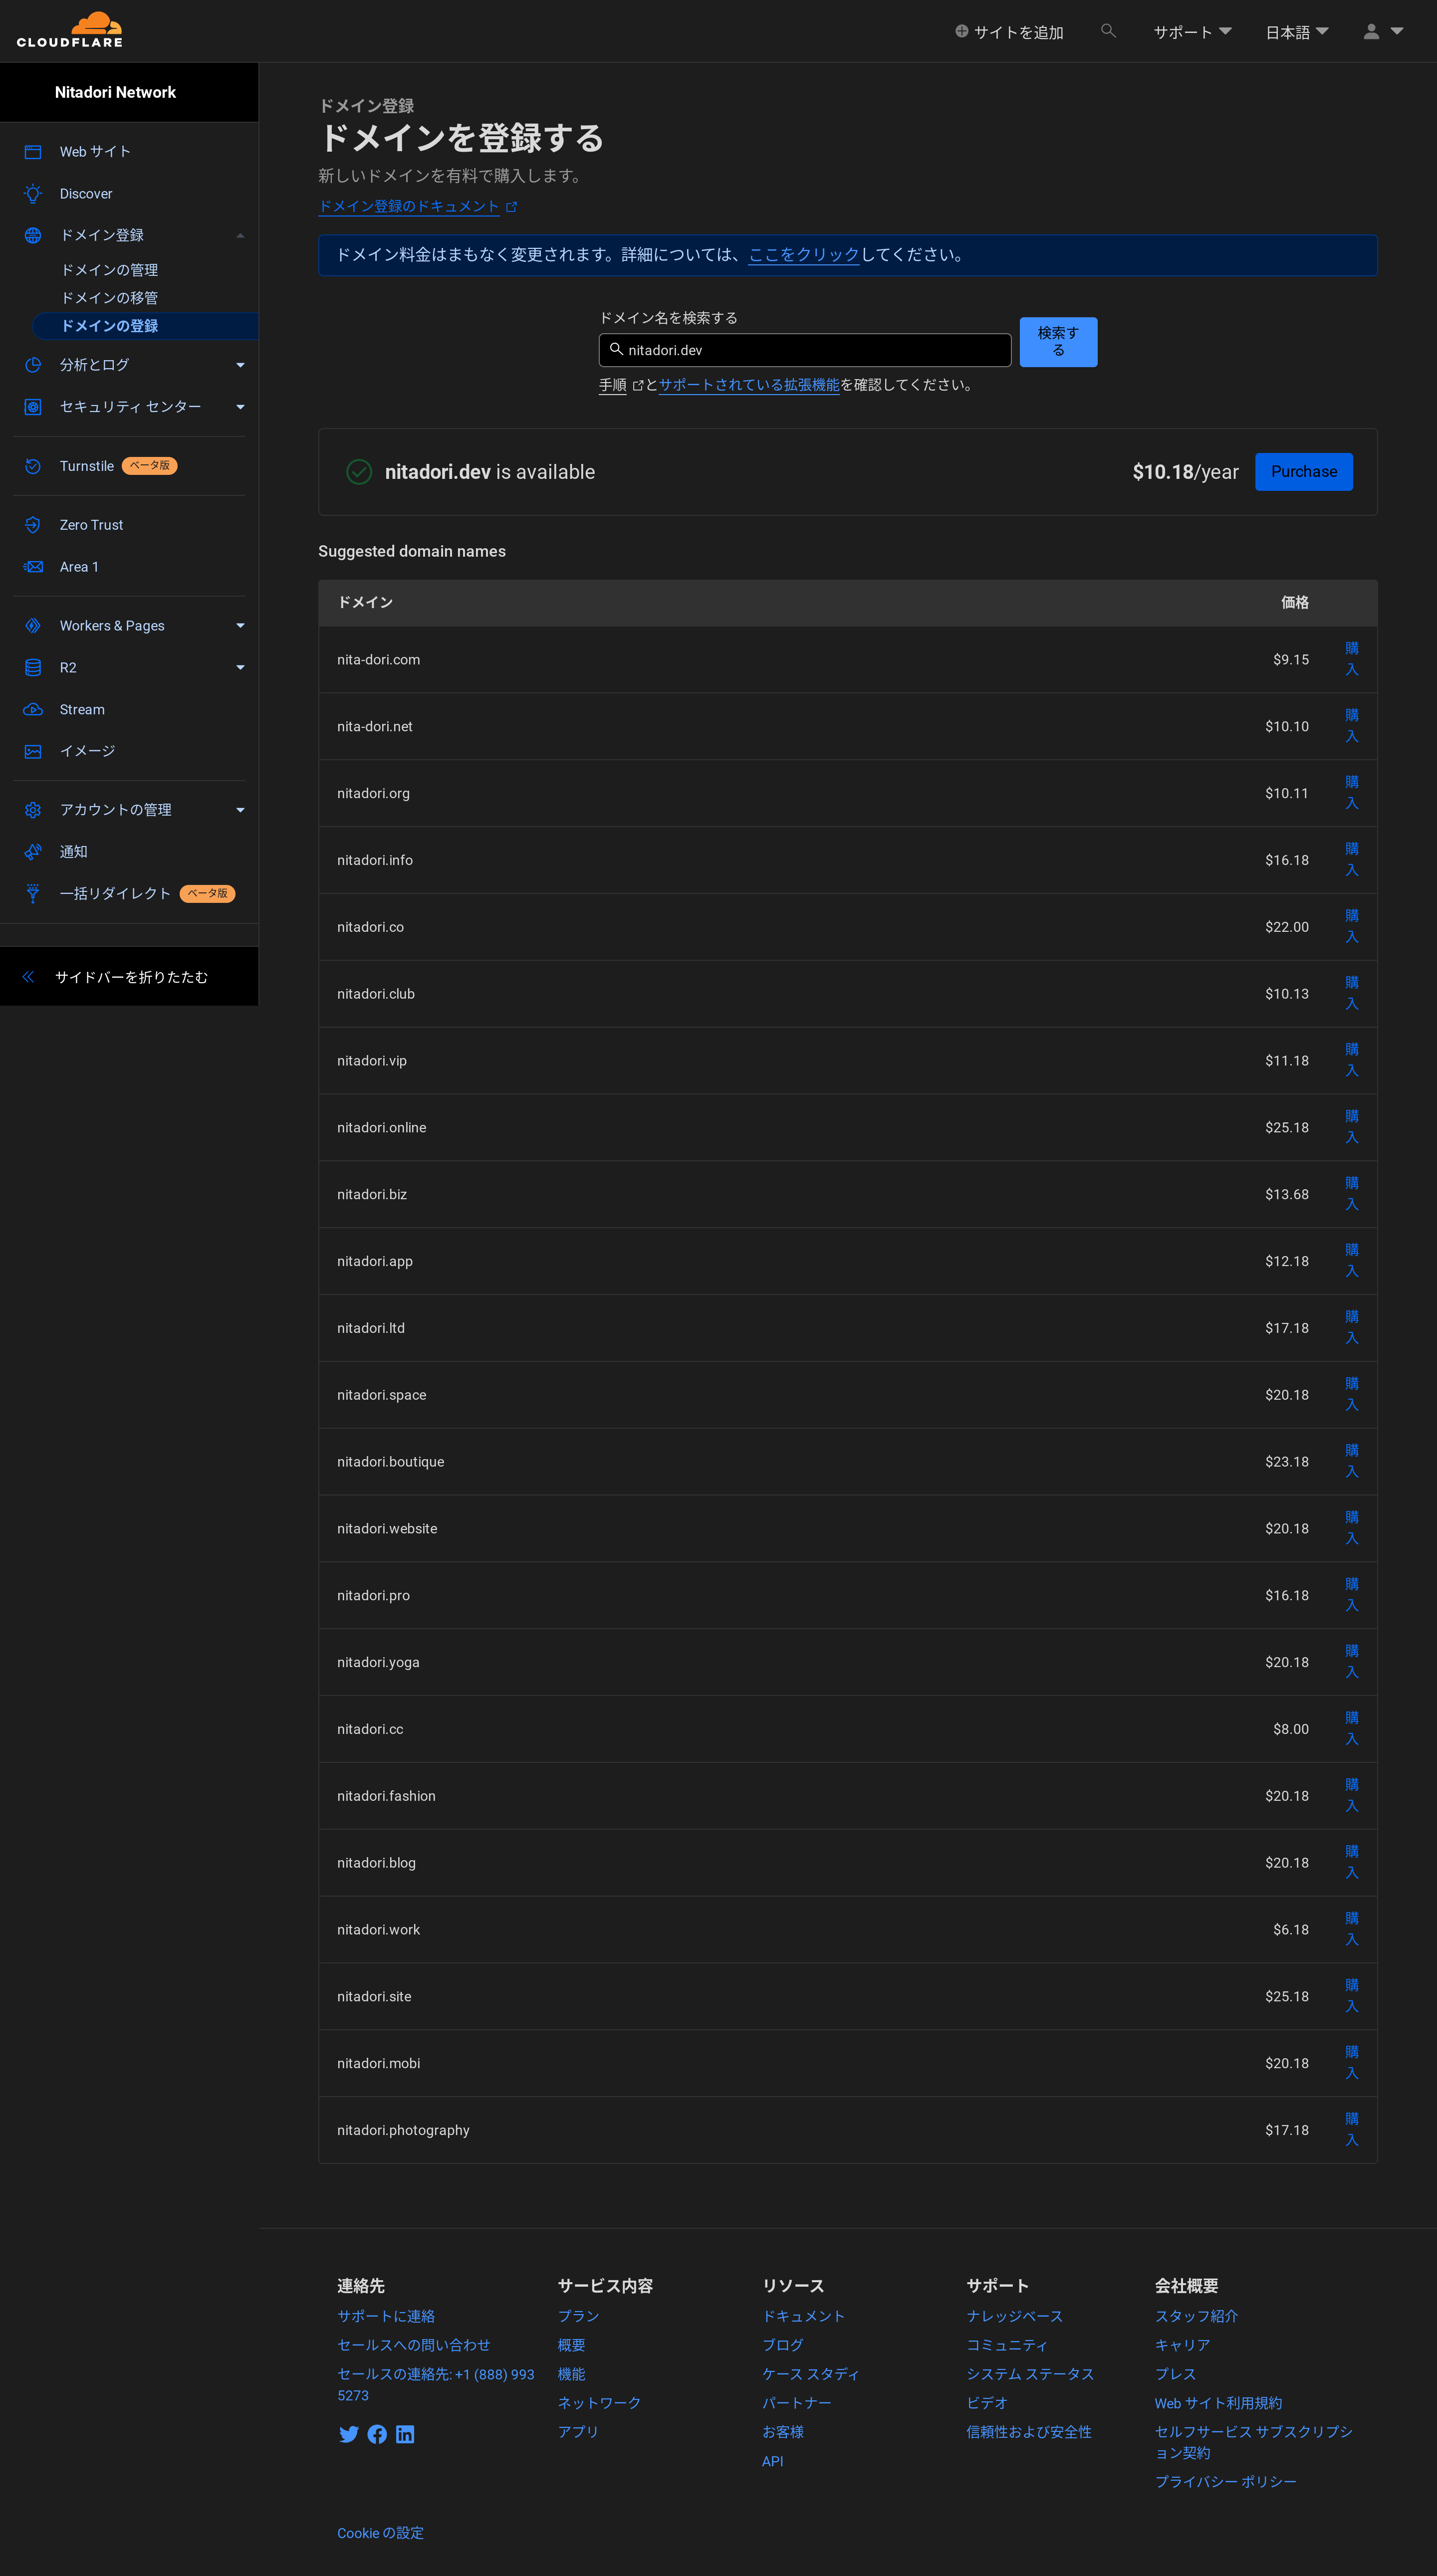 CLOUDFLARE
サイトを追加
サポート
日本語
Nitadori Network
Web サイト
Discover
ドメイン登録
ドメインの管理
ドメインの移管
ドメインの登録
分析とログ
セキュリティ センター
Turnstile ベータ版
Zero Trust
Area 1
Workers & Pages
R2
Stream
イメージ
アカウントの管理
通知
一括リダイレクト ベータ版
サイドバーを折りたたむ
ドメイン登録
ドメインを登録する
新しいドメインを有料で購入します。
ドメイン登録のドキュメント
ドメイン料金はまもなく変更されます。詳細については、ここをクリックしてください。
ドメイン名を検索する
nitadori.dev
検索す
る
手順 とサポートされている拡張機能を確認してください。
nitadori.dev is available
$10.18/year
Purchase
Suggested domain names
ドメイン 価格
nita-dori.com $9.15 購
入
nita-dori.net $10.10 購
入
nitadori.org $10.11 購
入
nitadori.info $16.18 購
入
nitadori.co $22.00 購
入
nitadori.club $10.13 購
入
nitadori.vip $11.18 購
入
nitadori.online $25.18 購
入
nitadori.biz $13.68 購
入
nitadori.app $12.18 購
入
nitadori.ltd $17.18 購
入
nitadori.space $20.18 購
入
nitadori.boutique $23.18 購
入
nitadori.website $20.18 購
入
nitadori.pro $16.18 購
入
nitadori.yoga $20.18 購
入
nitadori.cc $8.00 購
入
nitadori.fashion $20.18 購
入
nitadori.blog $20.18 購
入
nitadori.work $6.18 購
入
nitadori.site $25.18 購
入
nitadori.mobi $20.18 購
入
nitadori.photography $17.18 購
入
連絡先
サポートに連絡
セールスへの問い合わせ
セールスの連絡先: +1 (888) 993
5273
サービス内容
プラン
概要
機能
ネットワーク
アプリ
リソース
ドキュメント
ブログ
ケース スタディ
パートナー
お客様
API
サポート
ナレッジベース
コミュニティ
システム ステータス
ビデオ
信頼性および安全性
会社概要
スタッフ紹介
キャリア
プレス
Web サイト利用規約
セルフサービス サブスクリプシ
ョン契約
プライバシー ポリシー
Cookie の設定